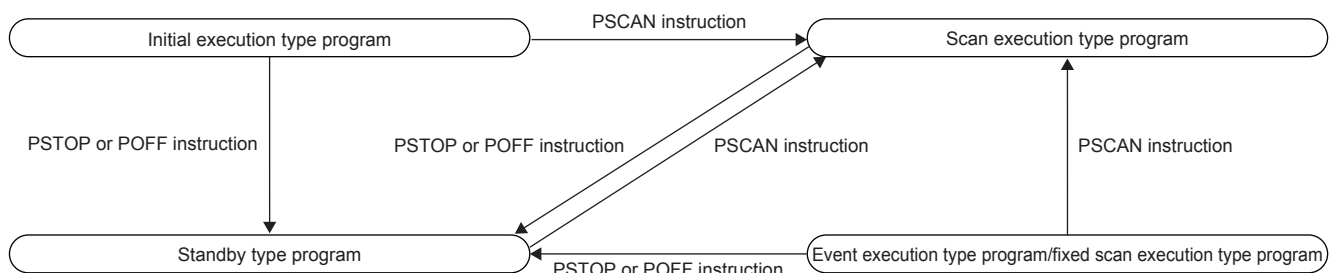 PSCAN instruction
Initial execution type program
Scan execution type program
PSTOP or POFF instruction
PSTOP or POFF instruction
PSCAN instruction
PSCAN instruction
Standby type program
Event execution type program/fixed scan execution type program
PSTOP or POFF instruction